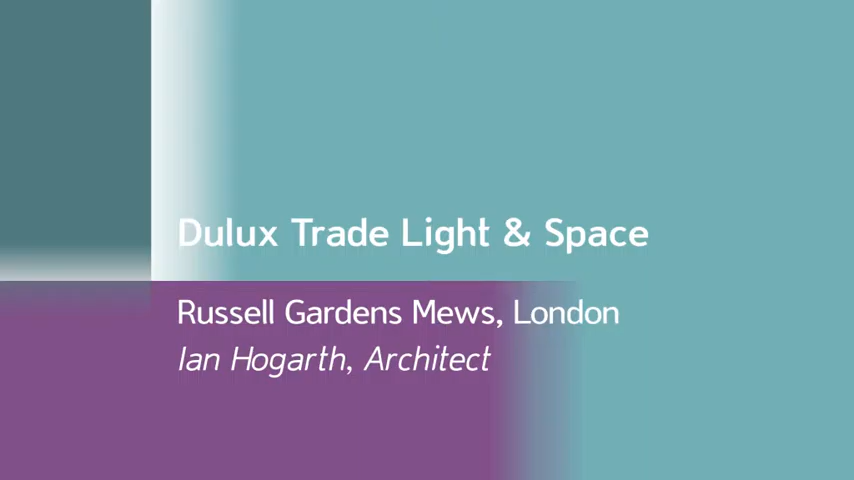 Dulux Trade Light & Space
Russell Gardens Mews, London
Ian Hogarth, Architect